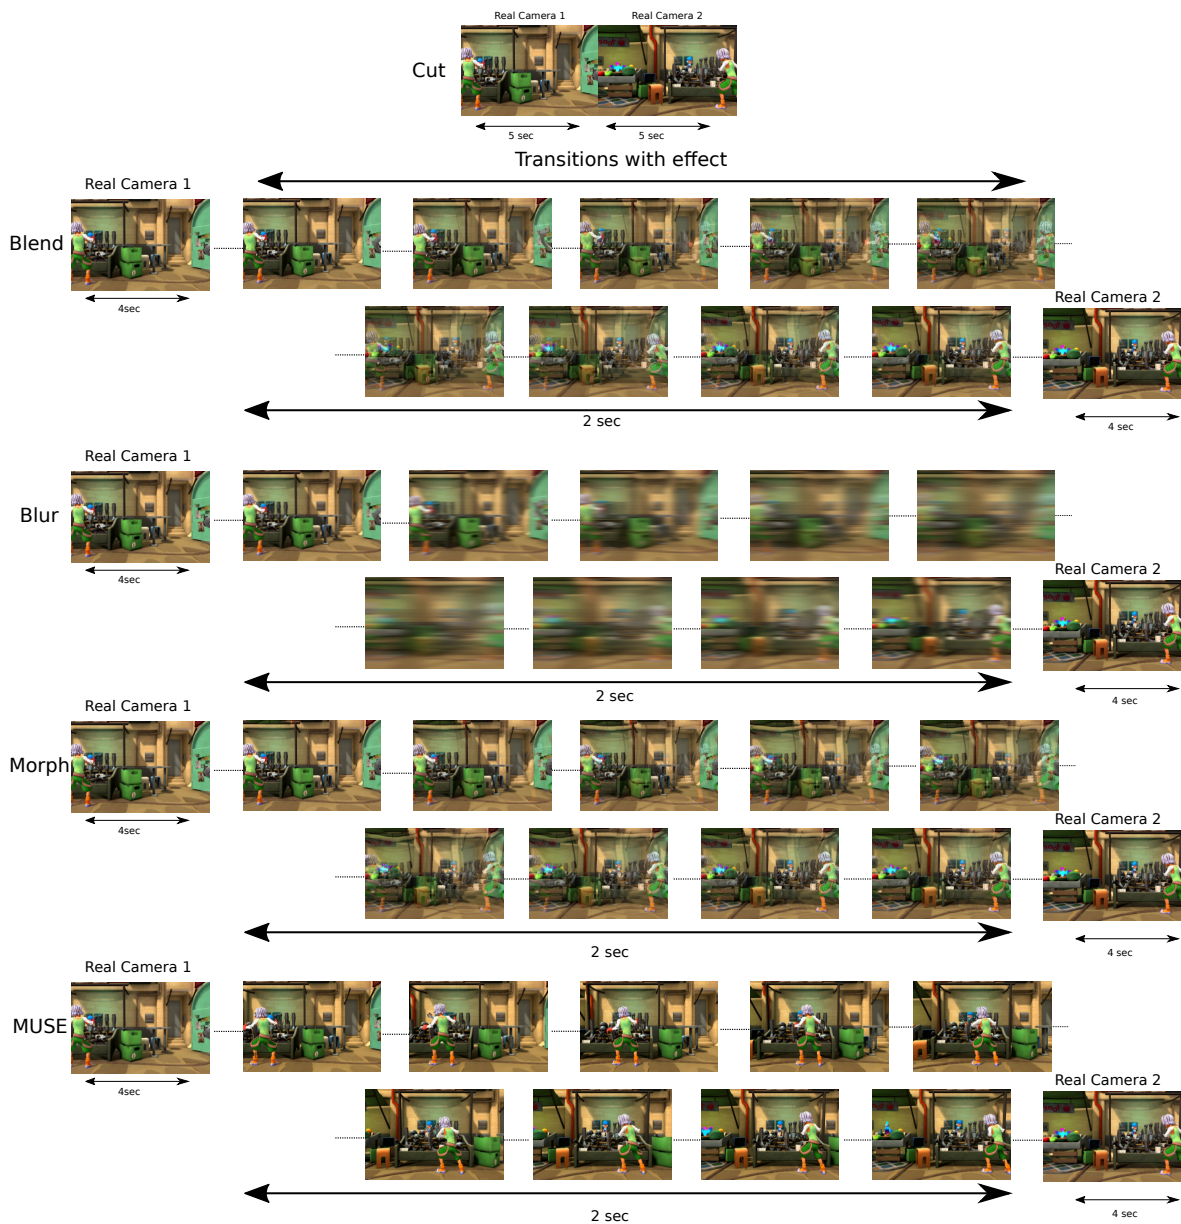 Real Camera 1
Real Camera 2
Cut
5 sec
5 sec
Transitions with effect
Real Camera 1
Blend
4sec
Real Camera 2
2 sec
4 sec
Real Camera 1
Blur
4sec
Real Camera 2
2 sec
4 sec
Real Camera 1
Morph
4sec
Real Camera 2
2 sec
4 sec
Real Camera 1
MUSE
4sec
Real Camera 2
2 sec
4 sec